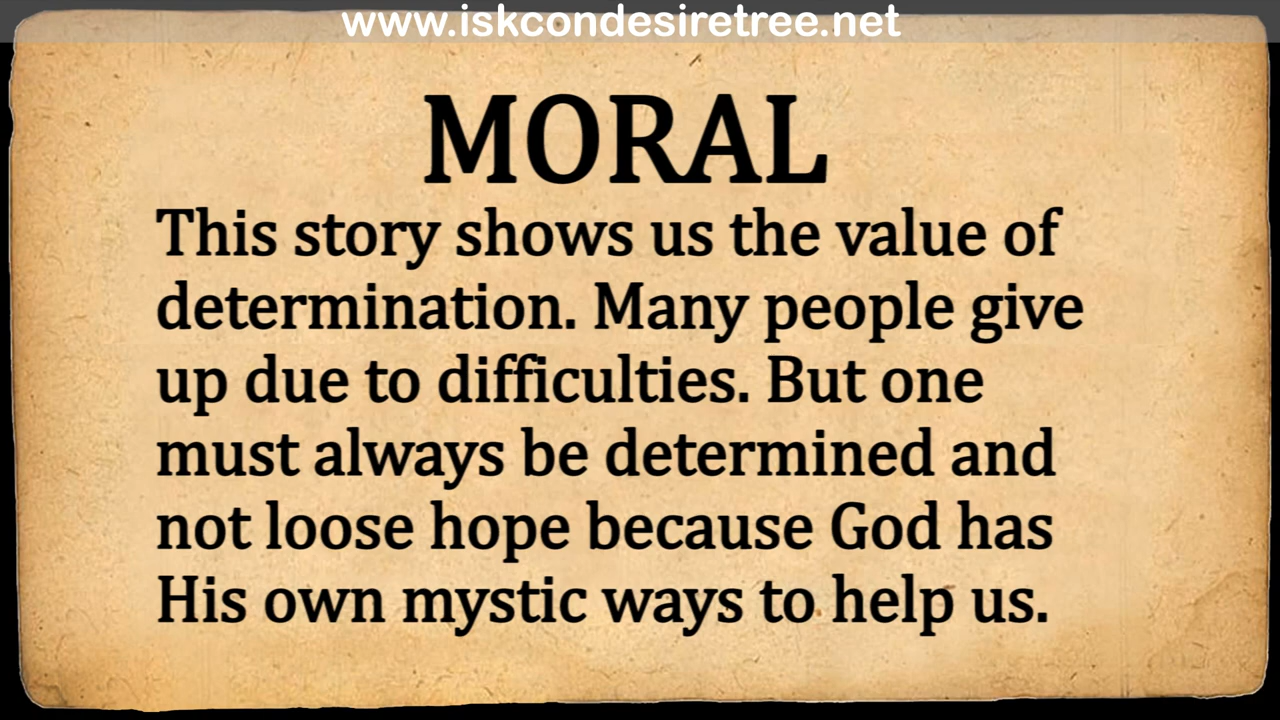 www.iskcondesiretree.net
MORAL
This story shows us the value of
determination. Many people give
up due to difficulties. But one
must always be determined and
not loose hope because God has
His own mystic ways to help us.